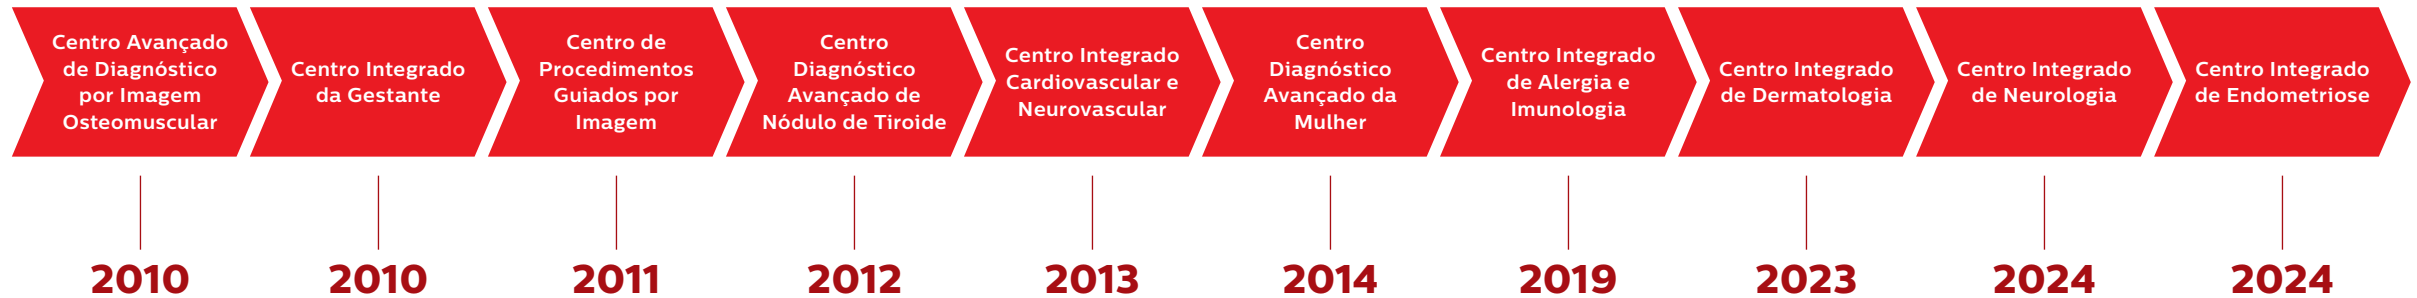 Centro Avançado
de Diagnóstico
por Imagem
Osteomuscular
Centro Integrado
da Gestante
Centro de
Procedimentos
Guiados por
Imagem
Centro
Diagnóstico
Avançado de
Nódulo de Tiroide
Centro Integrado
Cardiovascular e
Neurovascular
Centro
Diagnóstico
Avançado da
Mulher
Centro Integrado
de Alergia e
Imunologia
Centro Integrado
de Dermatologia
Centro Integrado
de Neurologia
Centro Integrado
de Endometriose
2010
2010
2011
2012
2013
2014
2019
2023
2024
2024